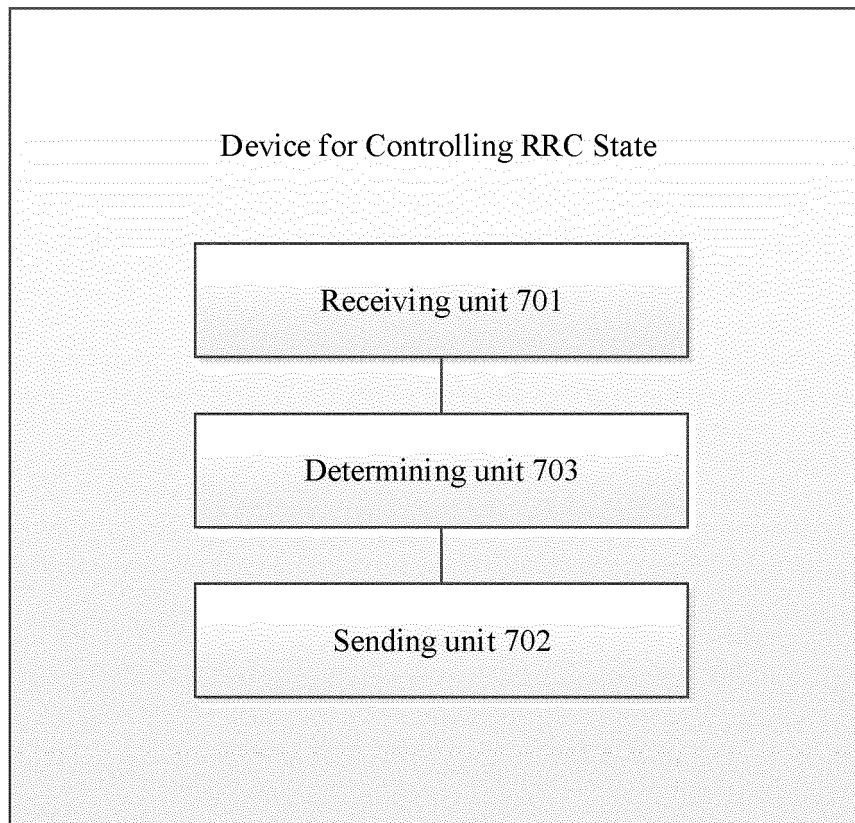 Device for Controlling RRC State
Receiving unit 701
Determining unit 703
Sending unit 702